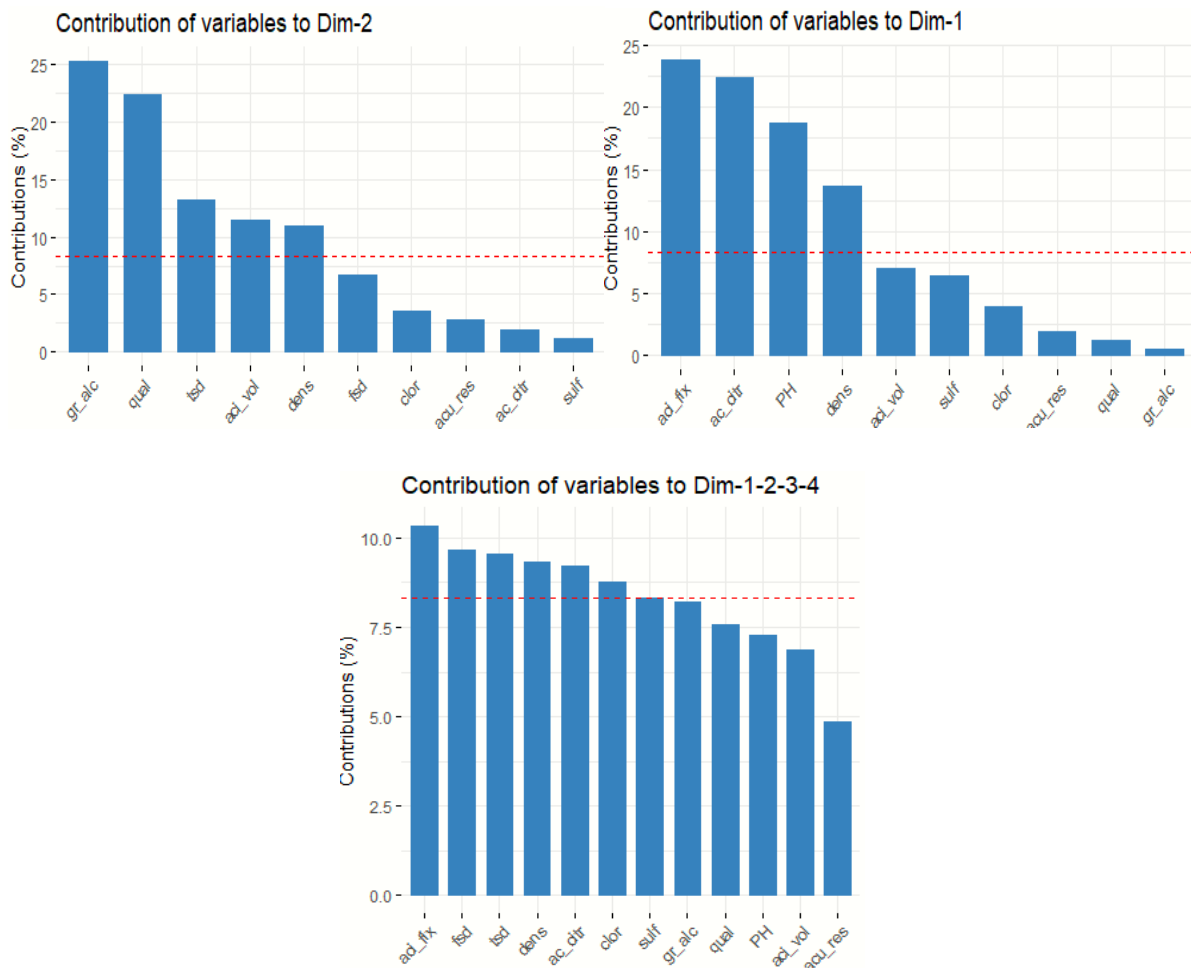 Contribution of variables to Dim-2
Contributions (%)
25
20
15
10
5
0
gr_alc
qual
tsd
aci_vol
dens
fsd
clor
acu_res
ac_ctr
sulf
Contribution of variables to Dim-1
Contributions (%)
25
20
15
10
5
0
aci_fix
ac_ctr
PH
dens
aci_vol
sulf
clor
acu_res
qual
gr_alc
Contribution of variables to Dim-1-2-3-4
Contributions (%)
10.0
7.5
5.0
2.5
0.0
aci_fix
fsd
tsd
dens
ac_ctr
clor
sulf
gr_alc
qual
PH
aci_vol
acu_res